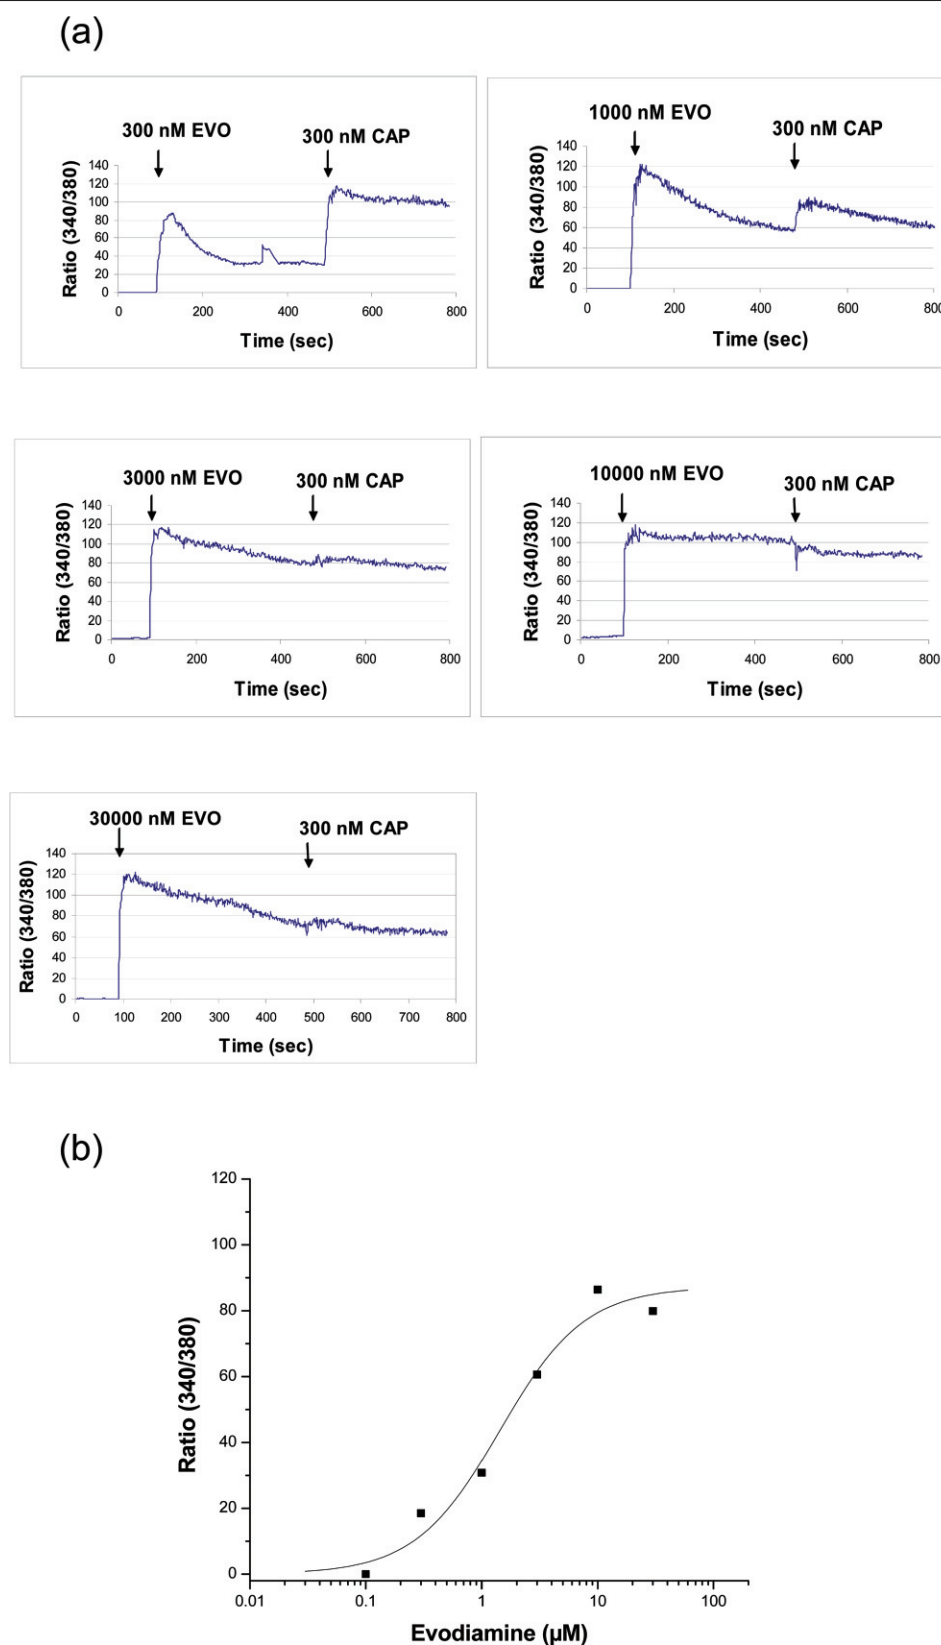 (a)
300 nM EVO
300 nM CAP
Ratio (340/380)
140
120
100
80
60
40
20
0
0 200 400 600 800
Time (sec)
1000 nM EVO
300 nM CAP
Ratio (340/380)
140
120
100
80
60
40
20
0
0 200 400 600 800
Time (sec)
3000 nM EVO
300 nM CAP
Ratio (340/380)
140
120
100
80
60
40
20
0
0 200 400 600 800
Time (sec)
10000 nM EVO
300 nM CAP
Ratio (340/380)
140
120
100
80
60
40
20
0
0 200 400 600 800
Time (sec)
30000 nM EVO
300 nM CAP
Ratio (340/380)
140
120
100
80
60
40
20
0
0 100 200 300 400 500 600 700 800
Time (sec)
(b)
Ratio (340/380)
120
100
80
60
40
20
0
0.01 0.1 1 10 100
Evodiamine (µM)